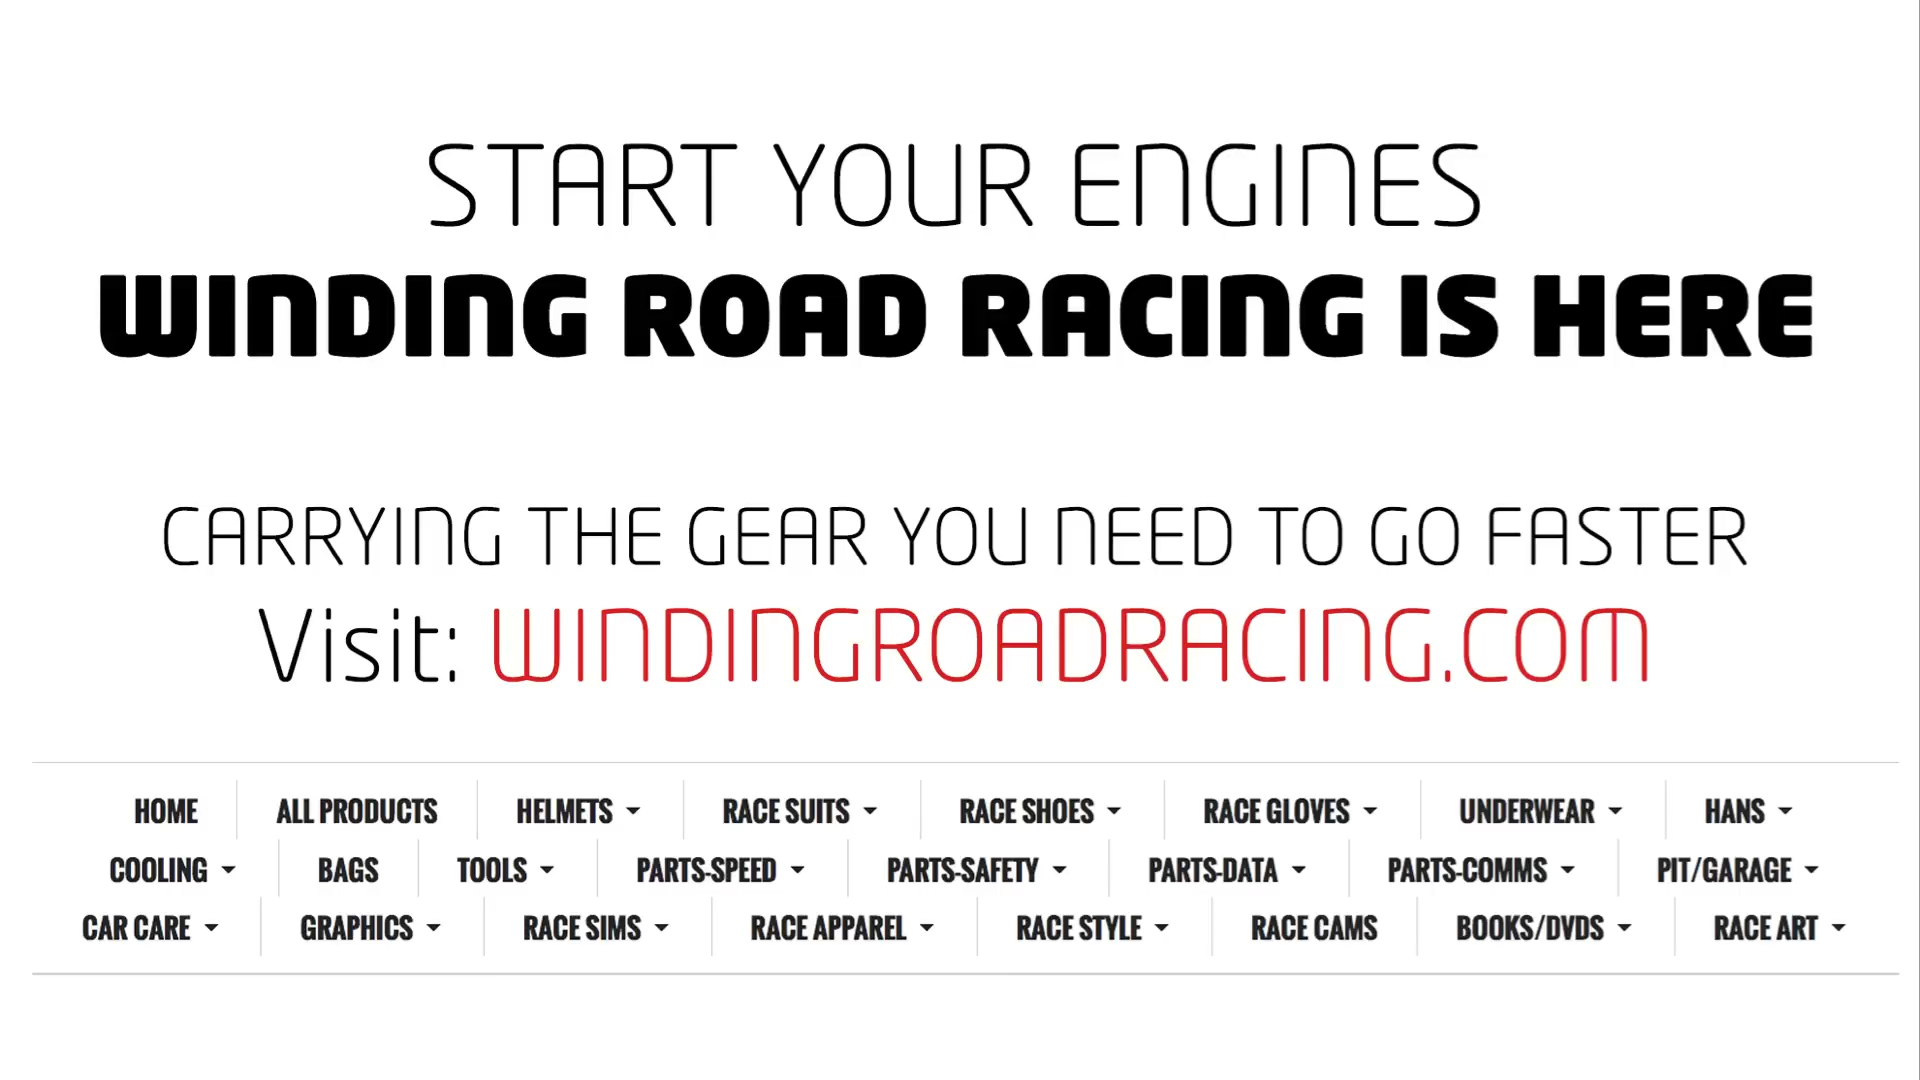 START YOUR ENGINES
WINDING ROAD RACING IS HERE
CARRYING THE GEAR YOU NEED TO GO FASTER
Visit: WINDINGROADRACING.COM
HOME ALL PRODUCTS HELMETS RACE SUITS RACE SHOES RACE GLOVES UNDERWEAR HANS
COOLING BAGS TOOLS PARTS-SPEED PARTS-SAFETY PARTS-DATA PARTS-COMMS PIT/GARAGE
CAR CARE GRAPHICS RACE SIMS RACE APPAREL RACE STYLE RACE CAMS BOOKS/DVDS RACE ART